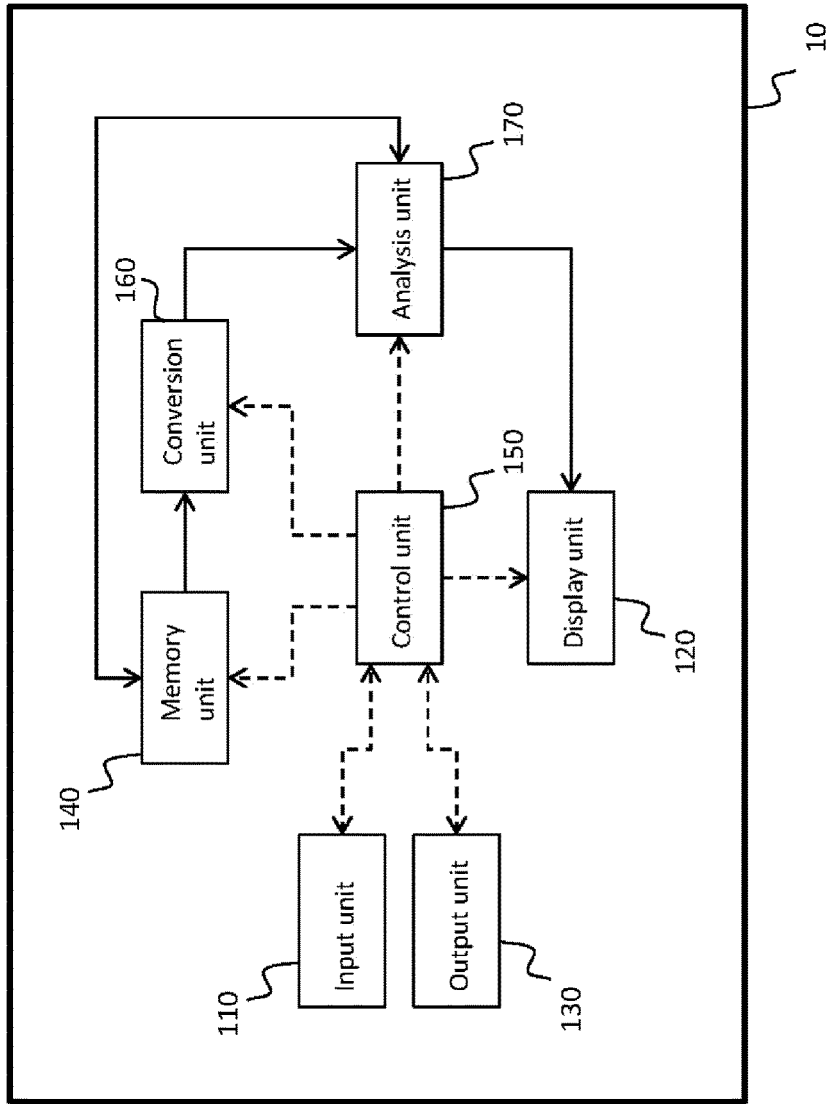 140
Memory
unit
160
Conversion
unit
110
Input unit
Control unit
150
Analysis unit
170
Output unit
130
Display unit
120
10